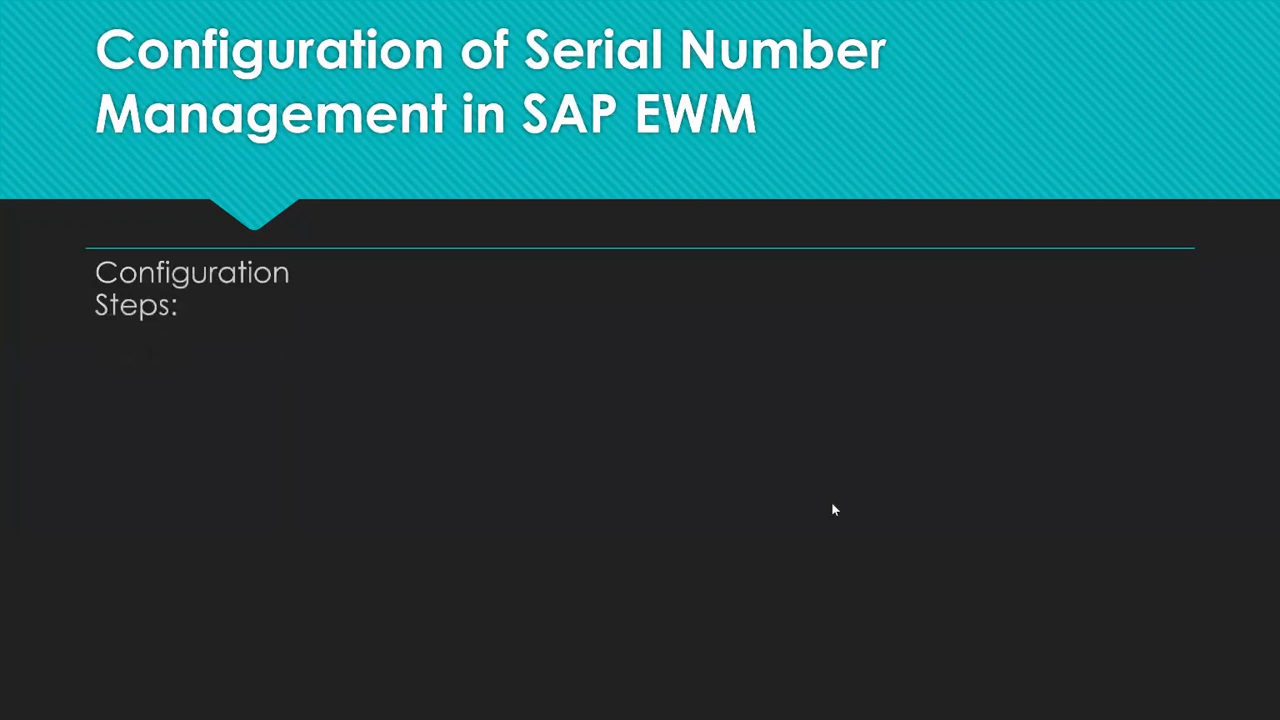 Configuration of Serial Number
Management in SAP EWM
Configuration
Steps: